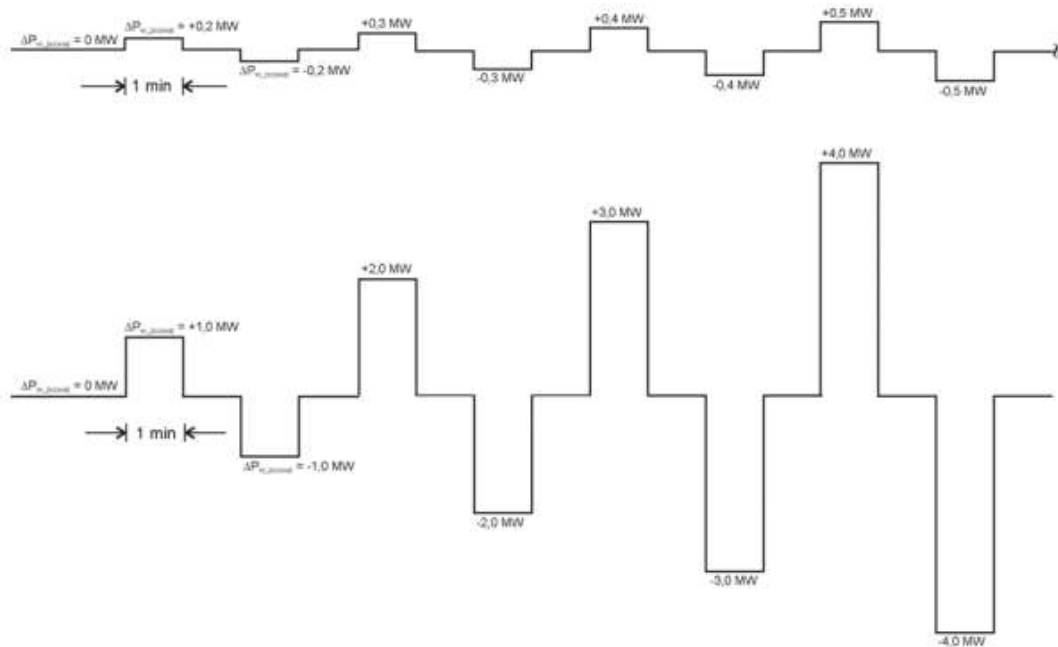 ΔP = 0 MW
ΔP = +0,2 MW
ΔP = -0,2 MW
+0,3 MW
-0,3 MW
+0,4 MW
-0,4 MW
+0,5 MW
-0,5 MW
1 min
ΔP = 0 MW
ΔP = +1,0 MW
ΔP = -1,0 MW
+2,0 MW
-2,0 MW
+3,0 MW
-3,0 MW
+4,0 MW
-4,0 MW
1 min